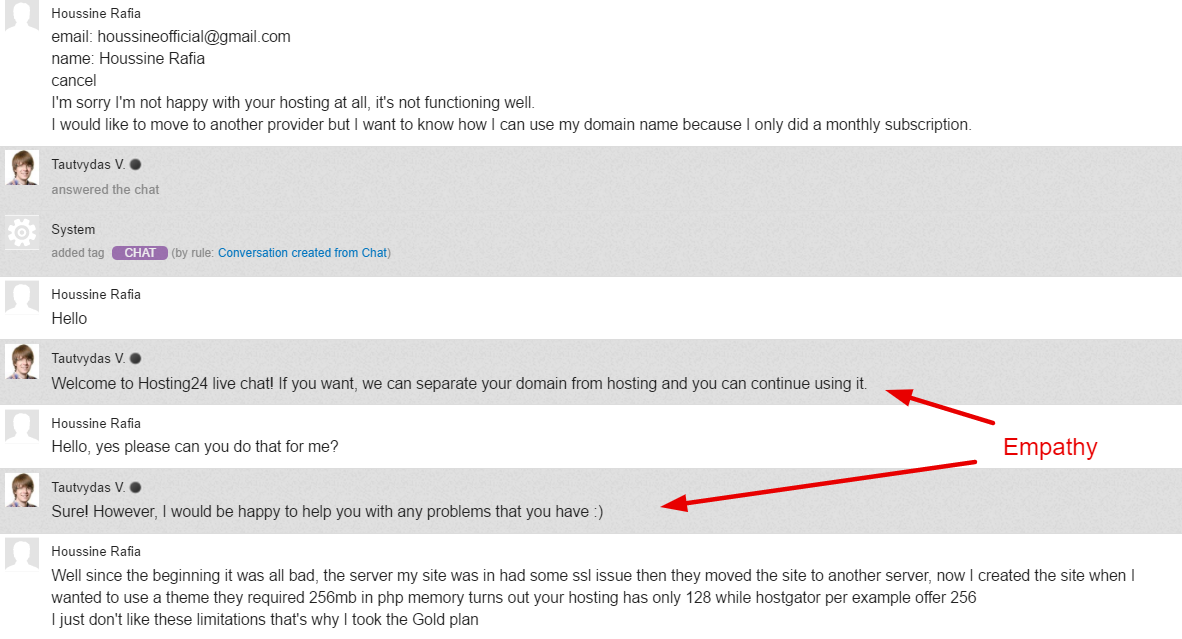 Houssine Rafia
email: houssineofficial@gmail.com
name: Houssine Rafia
cancel
I'm sorry I'm not happy with your hosting at all, it's not functioning well.
I would like to move to another provider but I want to know how I can use my domain name because I only did a monthly subscription.
Tautvydas V.
answered the chat
System
added tag CHAT (by rule: Conversation created from Chat)
Houssine Rafia
Hello
Tautvydas V.
Welcome to Hosting24 live chat! If you want, we can separate your domain from hosting and you can continue using it.
Houssine Rafia
Hello, yes please can you do that for me?
Empathy
Tautvydas V.
Sure! However, I would be happy to help you with any problems that you have :)
Houssine Rafia
Well since the beginning it was all bad, the server my site was in had some ssl issue then they moved the site to another server, now I created the site when I
wanted to use a theme they required 256mb in php memory turns out your hosting has only 128 while hostgator per example offer 256
I just don't like these limitations that's why I took the Gold plan